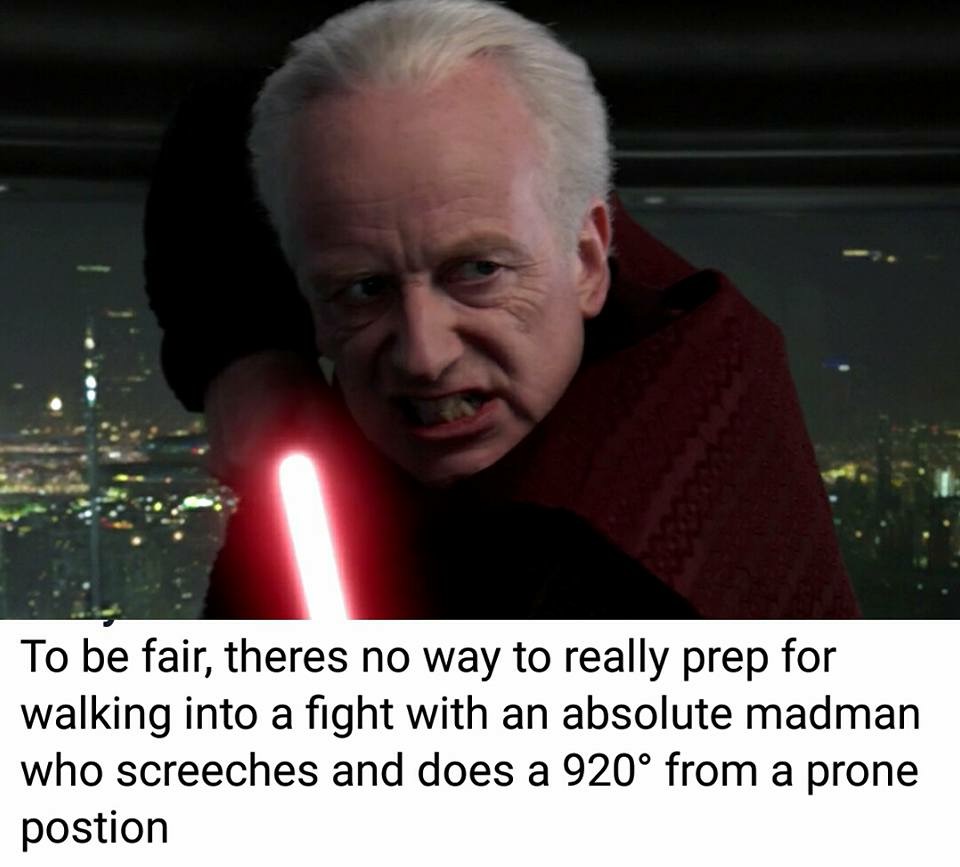 To be fair, theres no way to really prep for
walking into a fight with an absolute madman
who screeches and does a 920° from a prone
postion